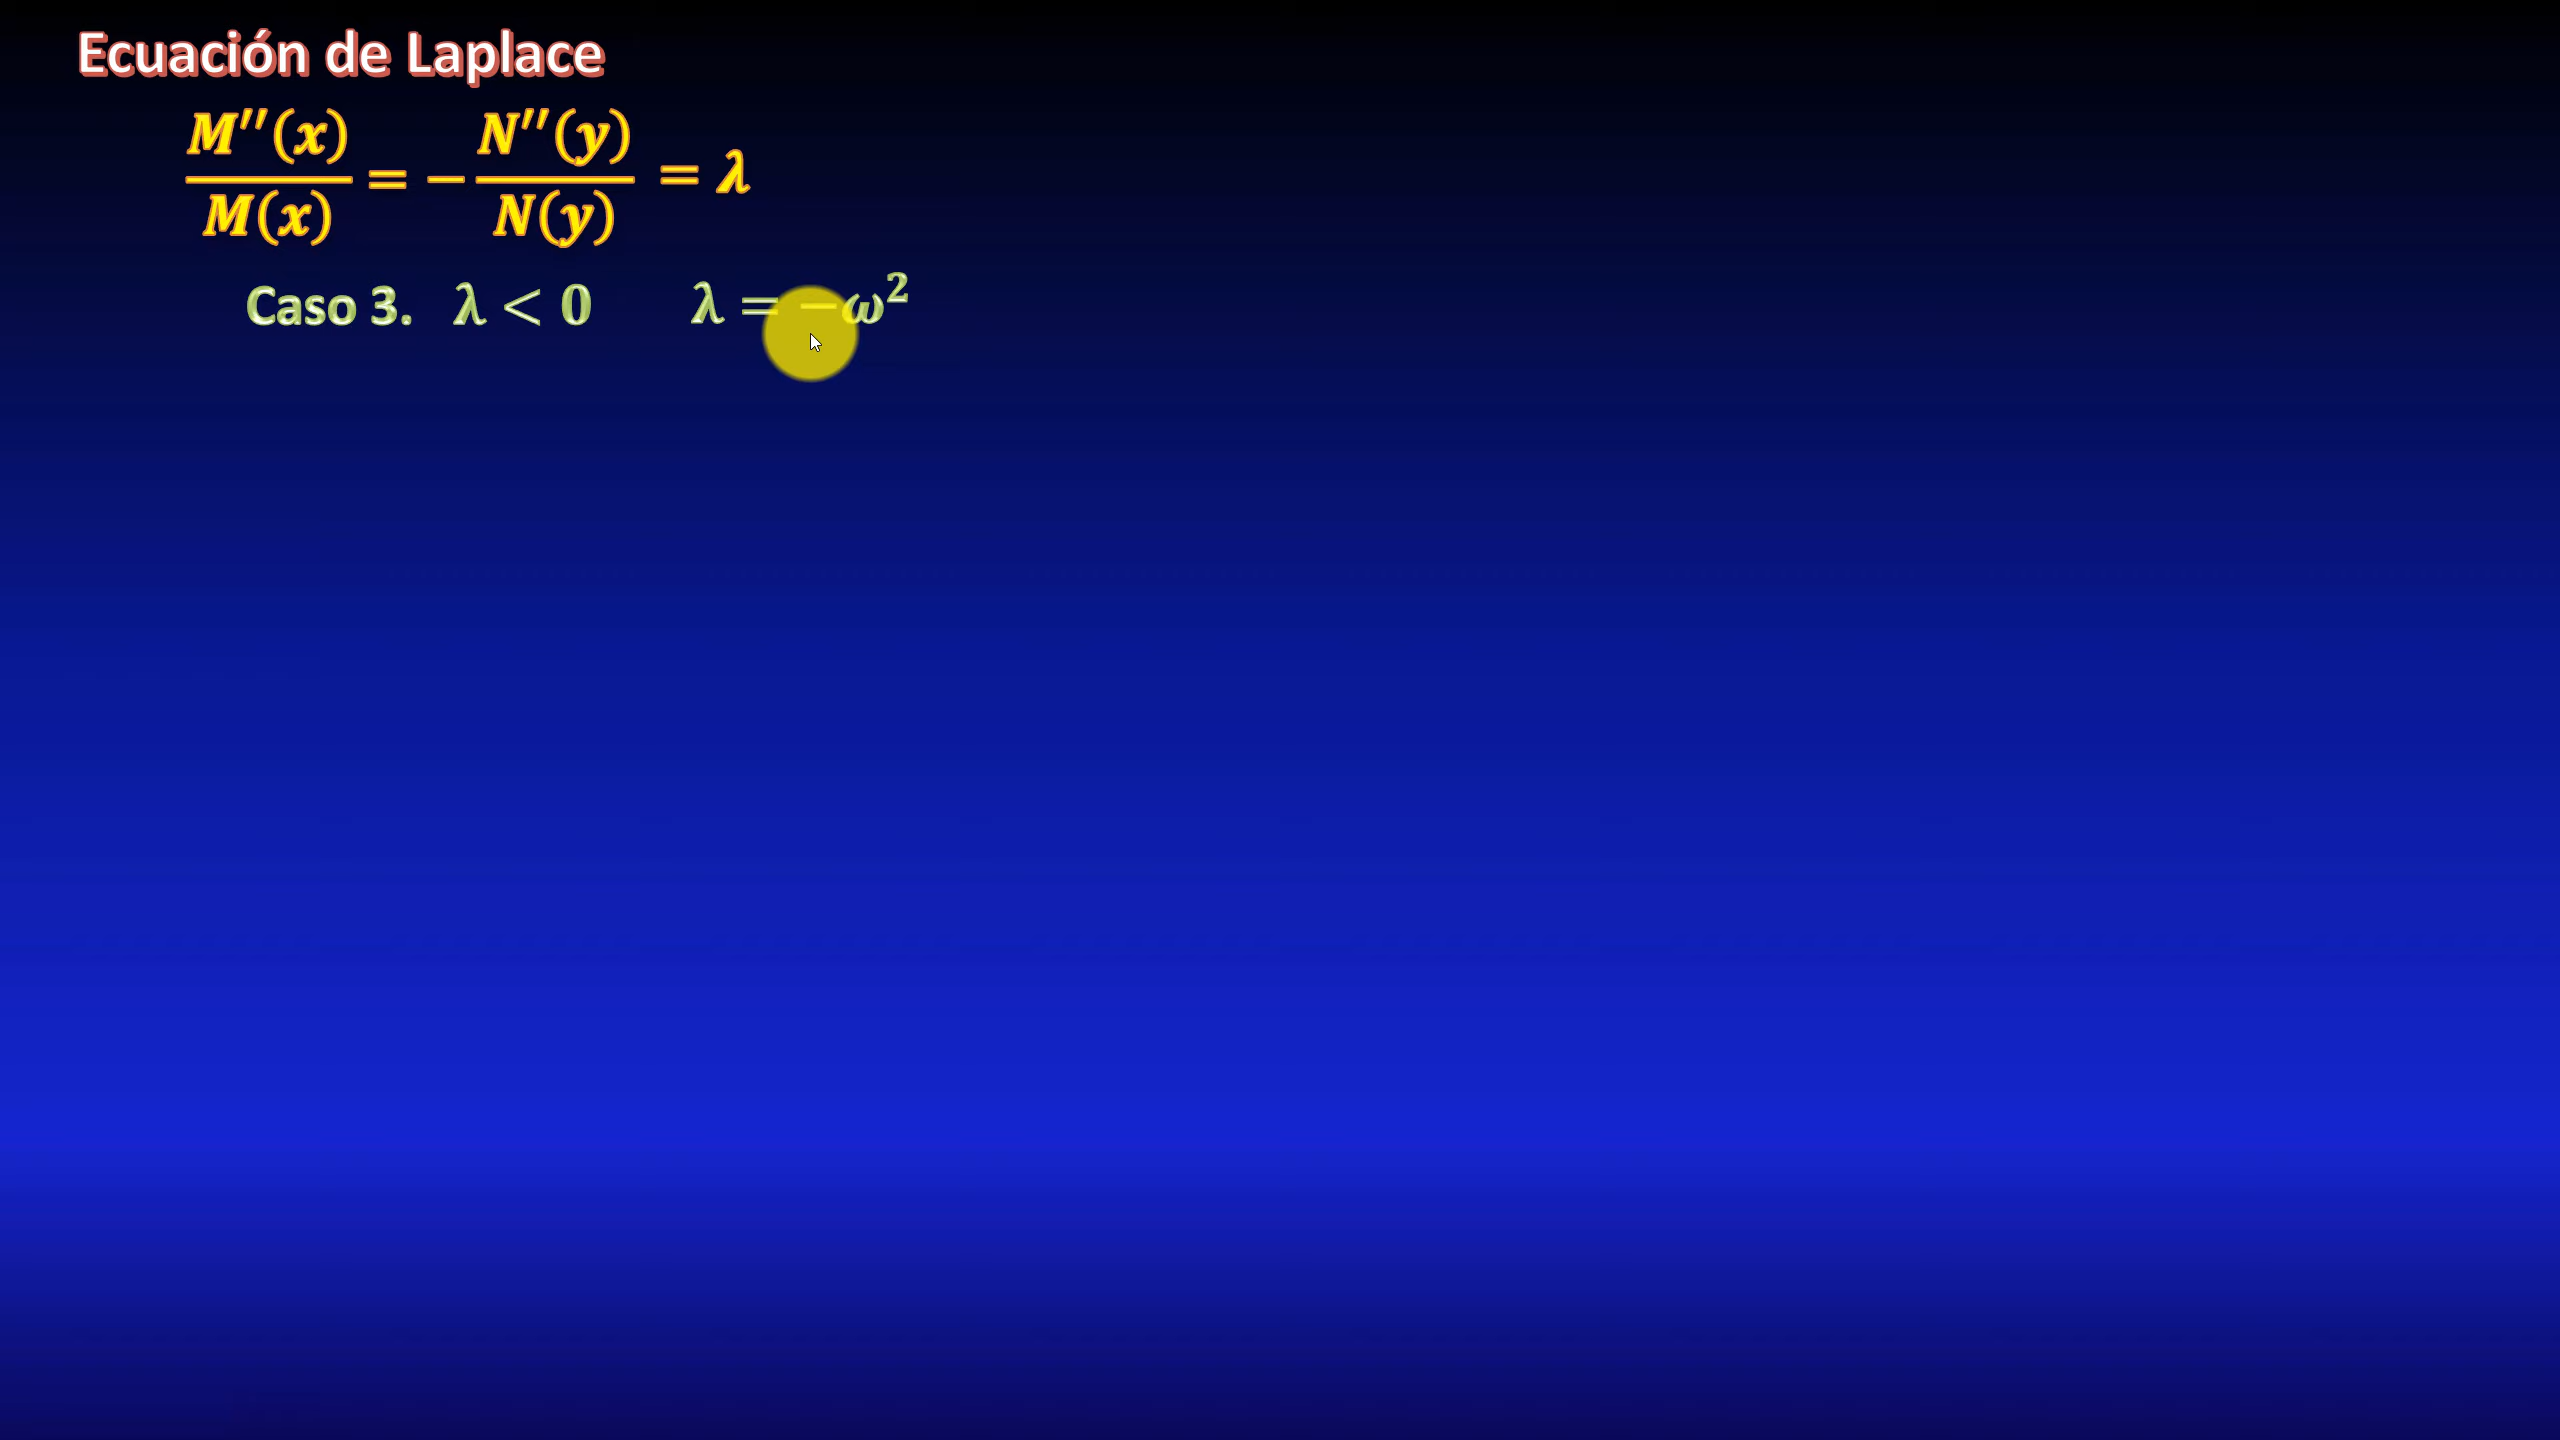 Ecuación de Laplace
M''(x)/M(x) = −N''(y)/N(y) = λ
Caso 3. λ < 0 λ = −ω²